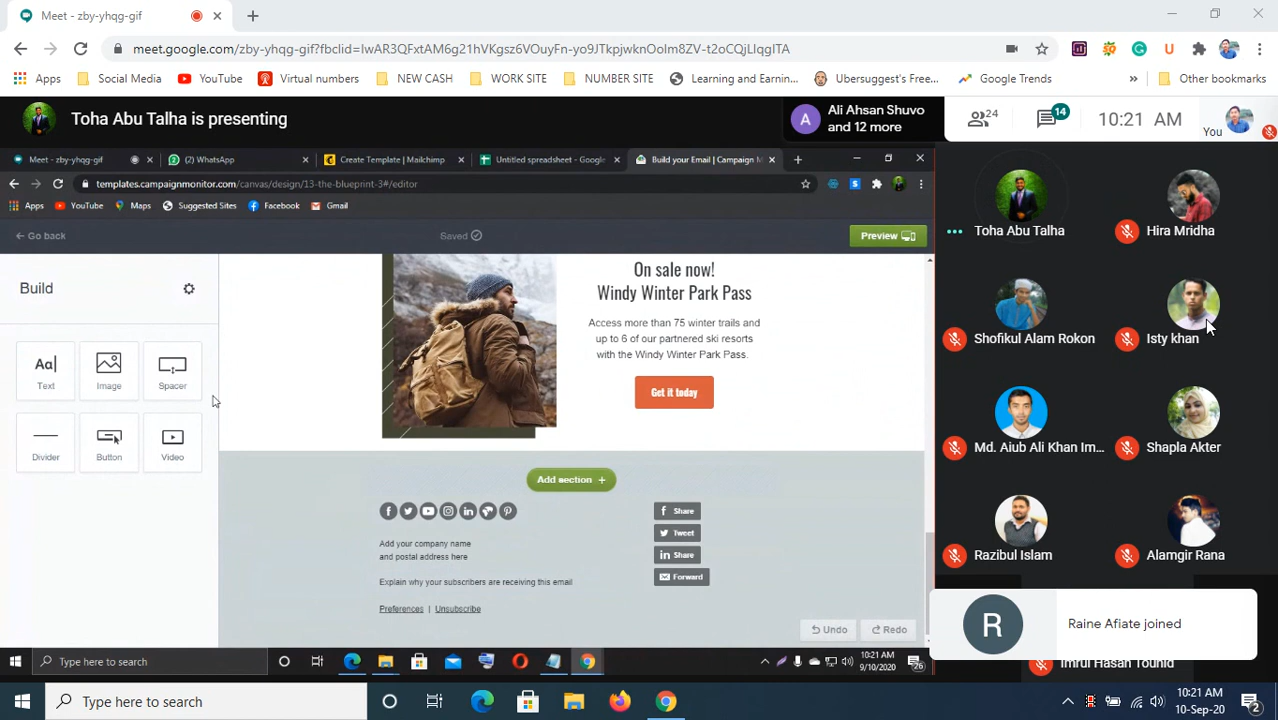 Meet - zby-yhqg-gif
meet.google.com/zby-yhqg-gif?fbclid=IwAR3QFxtAM6g21hVKgsz6VOuyFn-yo9JTkpjwknOolm8ZV-t2oCQjLlqgITA
Apps
Social Media
YouTube
Virtual numbers
NEW CASH
WORK SITE
NUMBER SITE
Learning and Earnin...
Ubersuggest's Free...
Google Trends
»
Other bookmarks
Toha Abu Talha is presenting
A
Ali Ahsan Shuvo
and 12 more
24
14
10:21 AM
You
Meet - zby-yhqg-gif
(2) WhatsApp
Create Template | Mailchimp
Untitled spreadsheet - Google
Build your Email | Campaign M
templates.campaignmonitor.com/canvas/design/13-the-blueprint-3#/editor
Apps
YouTube
Maps
Suggested Sites
Facebook
Gmail
Go back
Saved
Preview
Build
Aa
Text
Image
Spacer
Divider
Button
Video
On sale now!
Windy Winter Park Pass
Access more than 75 winter trails and
up to 6 of our partnered ski resorts
with the Windy Winter Park Pass.
Get it today
Add section +
Share
Tweet
Share
Forward
Add your company name
and postal address here
Explain why your subscribers are receiving this email
Preferences | Unsubscribe
Undo
Redo
Type here to search
10:21 AM
9/10/2020
26
Toha Abu Talha
Hira Mridha
Shofikul Alam Rokon
Isty khan
Md. Aiub Ali Khan Im...
Shapla Akter
Razibul Islam
Alamgir Rana
R
Raine Afiate joined
Imrul Hasan Touhid
Type here to search
10:21 AM
10-Sep-20
2